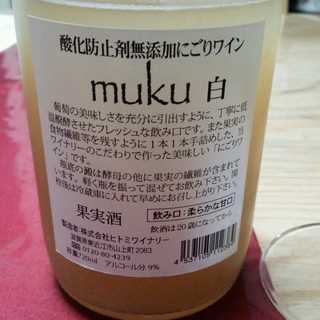 酸化防止剤無添加にごりワイン
muku 白
葡萄の美味しさを充分に引出すように、丁寧に低
温醗酵させたフレッシュな飲み口です。また果実の
食物繊維等を残すように1本1本手詰めした、当
ワイナリーのこだわりで作った美味しい「にごりワ
イン」です。
瓶底の澱は酵母の他に果実の繊維が含まれて
います。軽く瓶を振って混ぜてお飲み下さい。開
栓後は冷蔵庫に入れて早めにお召し上がり下さい。
果実酒
飲み口：柔らかな甘口
飲酒は20歳になってから
製造者：株式会社ヒトミワイナリー
滋賀県東近江市山上町2083
0120-80-4239
容量720ml アルコール分 9%